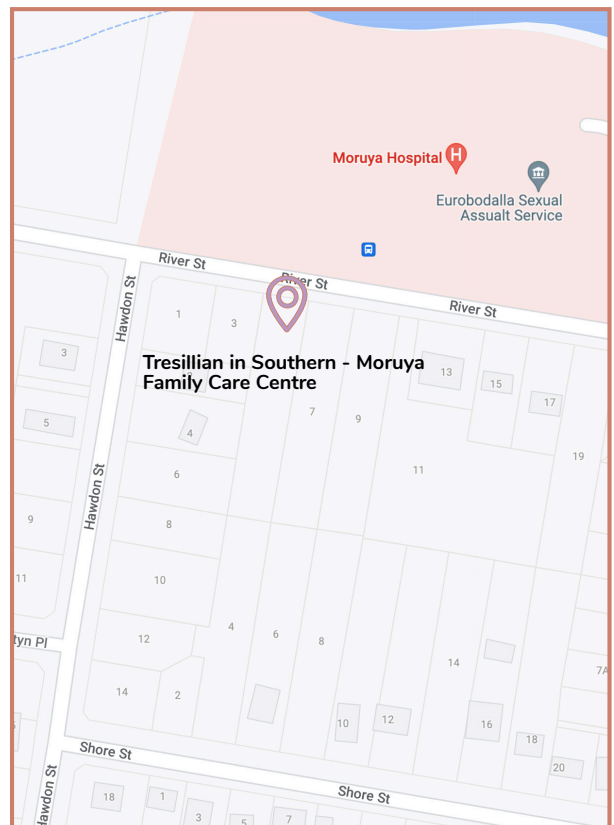 Moruya Hospital
H
Eurobodalla Sexual
Assualt Service
River St
River St
River St
Hawdon St
1
3
Tresillian in Southern - Moruya
Family Care Centre
3
13
15
17
7
9
5
4
19
6
11
Hawdon St
9
8
11
10
4
6
8
12
14
tyn Pl
7A
14
2
10
12
16
18
Shore St
20
Shore St
Hawdon St
18
1
3
5
7